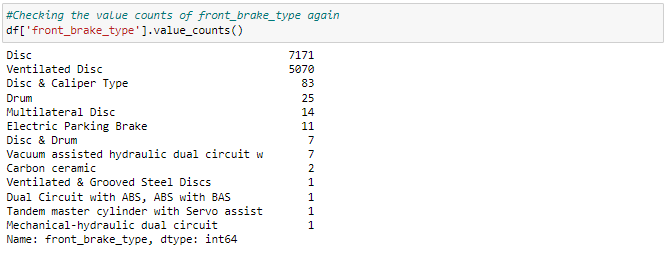 #Checking the value counts of front_brake_type again
df['front_brake_type'].value_counts()
Disc 7171
Ventilated Disc 5070
Disc & Caliper Type 83
Drum 25
Multilateral Disc 14
Electric Parking Brake 11
Disc & Drum 7
Vacuum assisted hydraulic dual circuit w 7
Carbon ceramic 2
Ventilated & Grooved Steel Discs 1
Dual Circuit with ABS, ABS with BAS 1
Tandem master cylinder with Servo assist 1
Mechanical-hydraulic dual circuit 1
Name: front_brake_type, dtype: int64